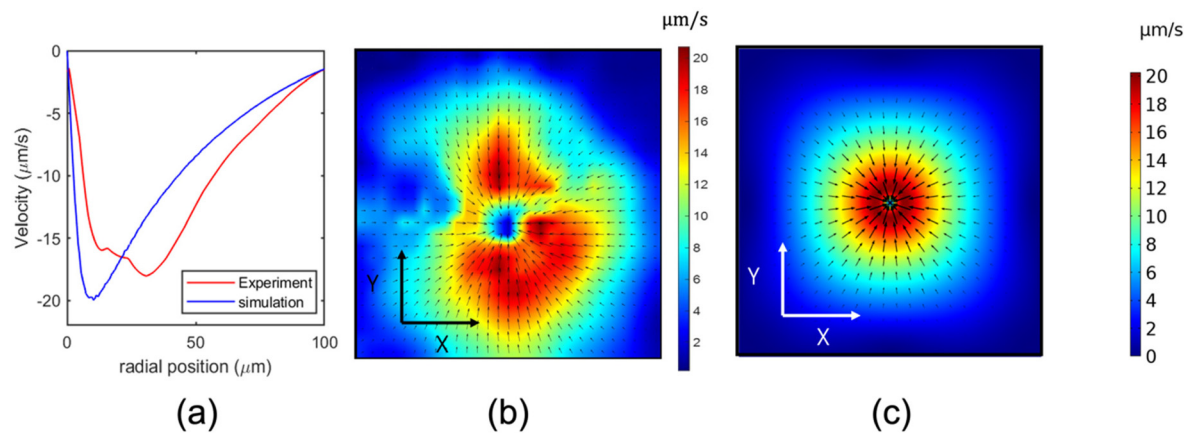 0
-5
-10
-15
-20
Velocity (μm/s)
0
50
100
radial position (μm)
Experiment
simulation
(a)
μm/s
20
18
16
14
12
10
8
6
4
2
Y
X
(b)
μm/s
20
18
16
14
12
10
8
6
4
2
0
Y
X
(c)